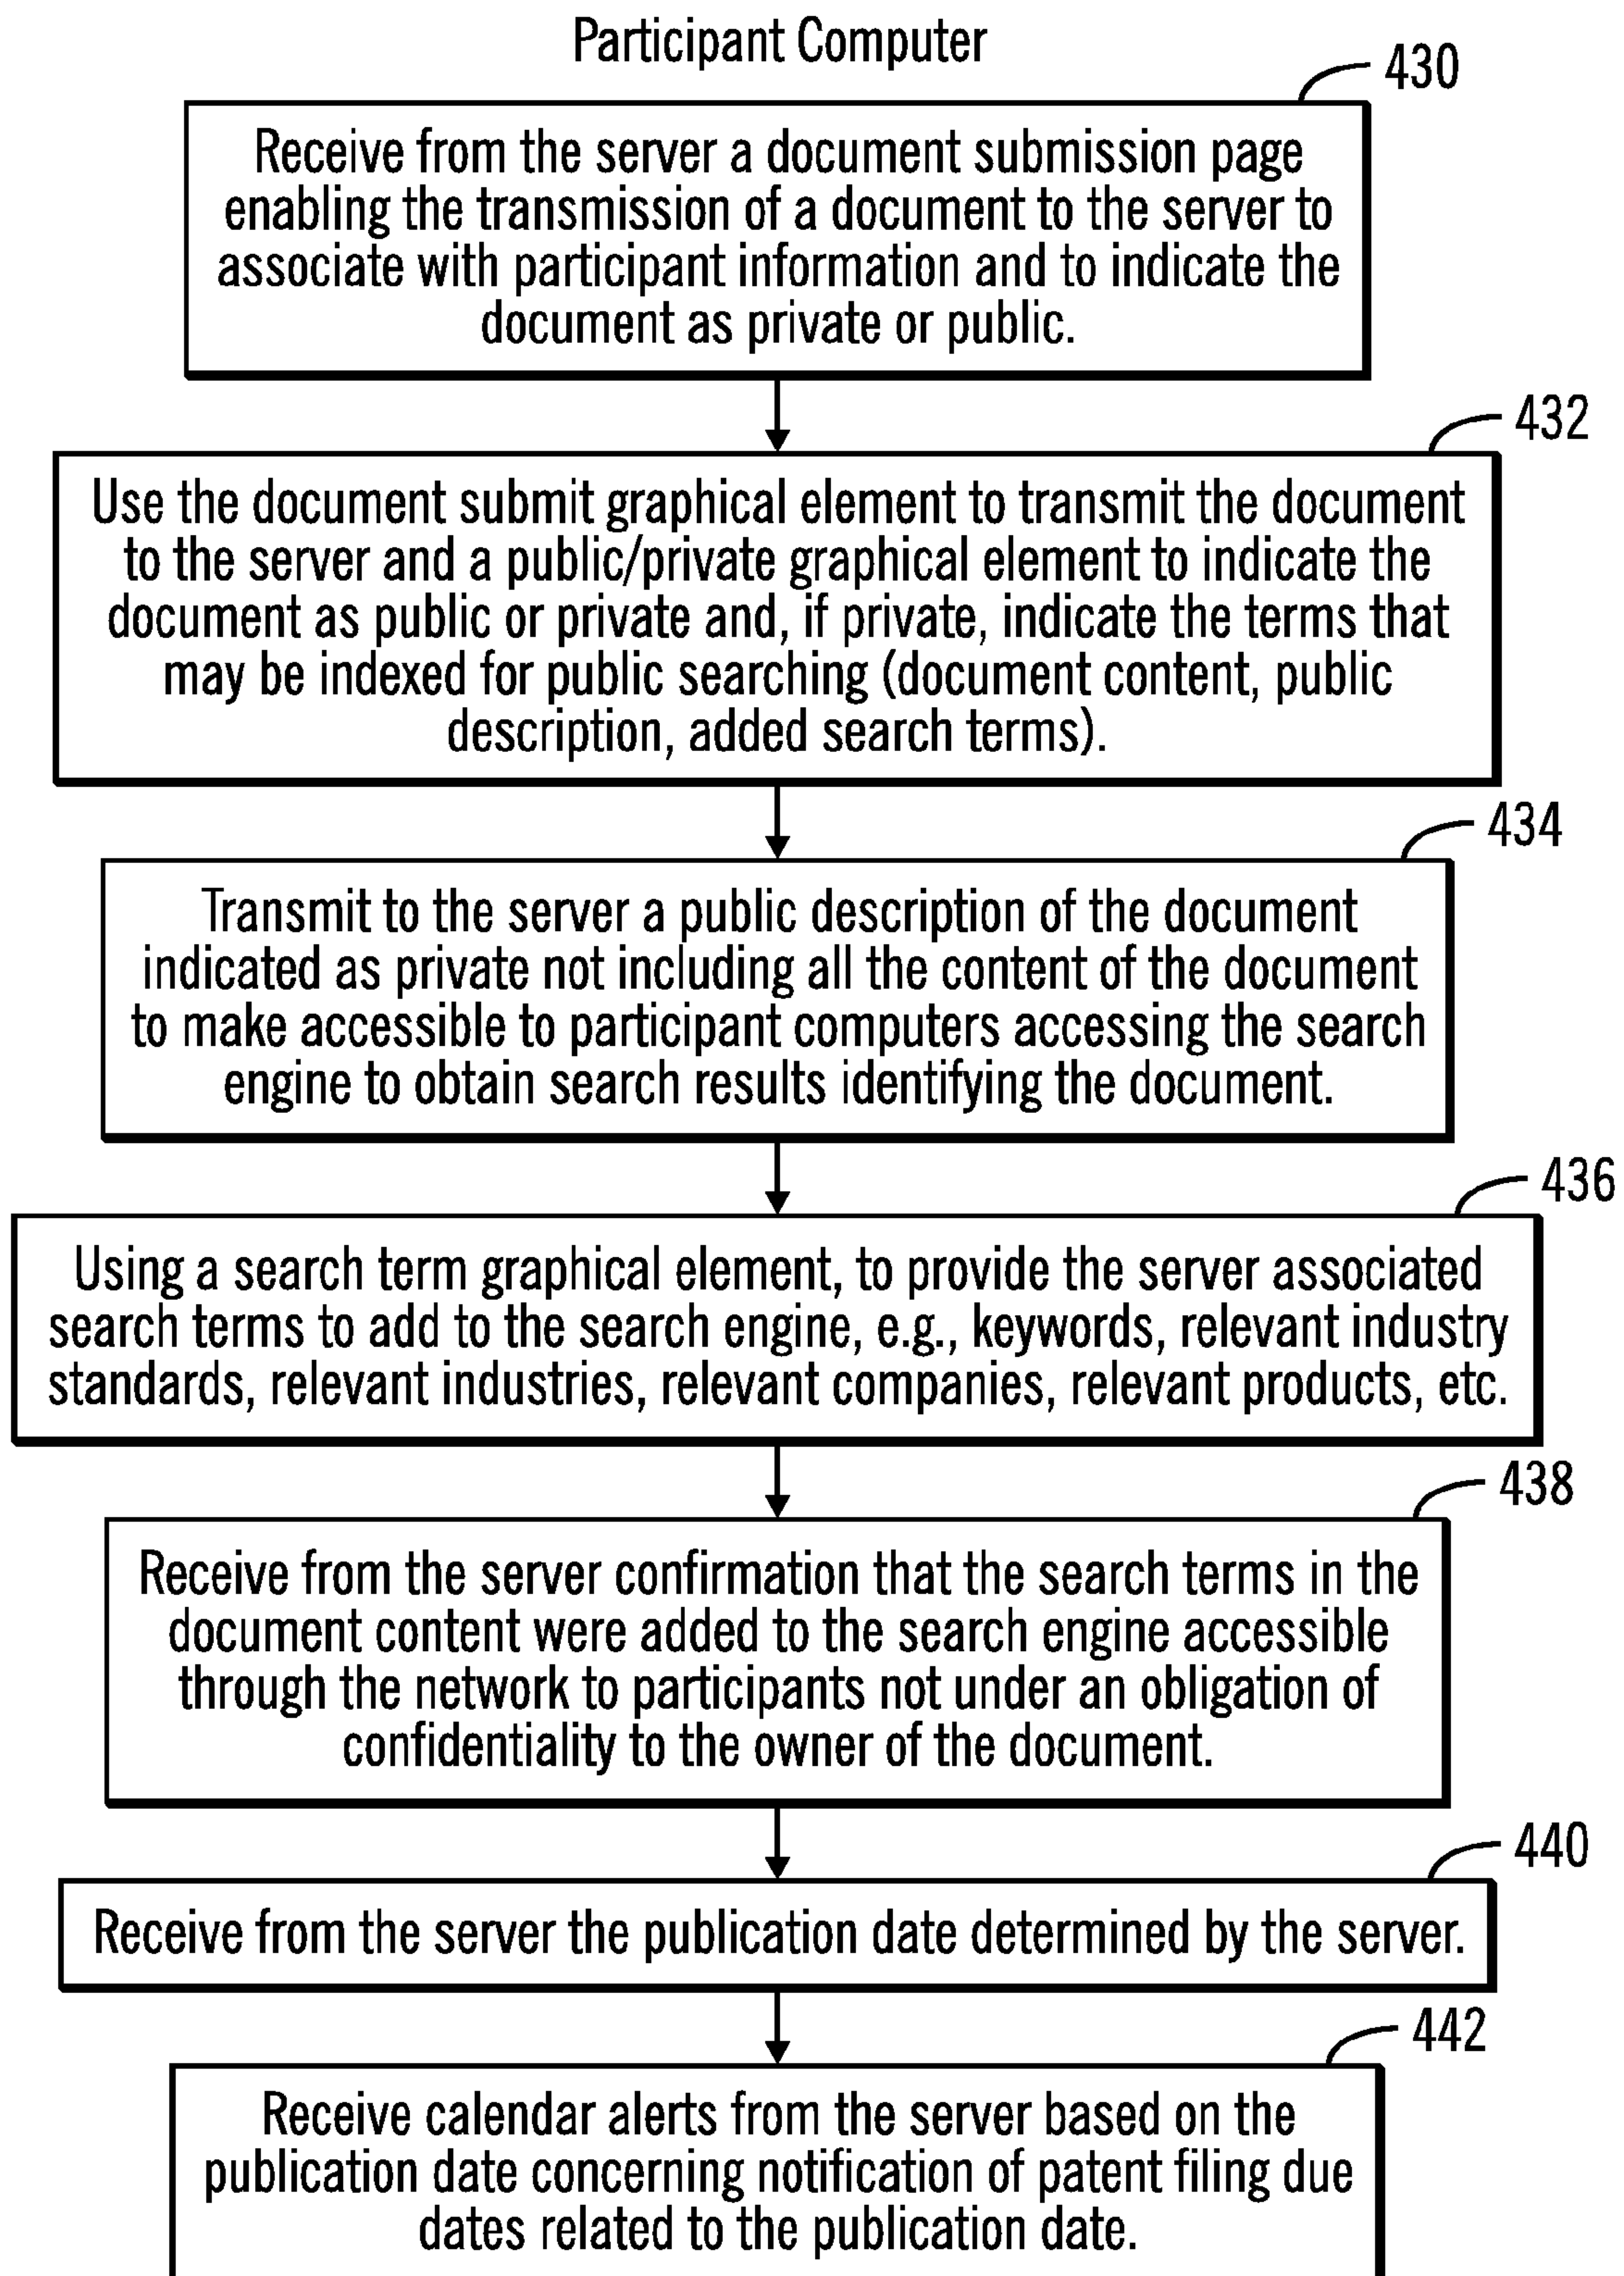 Participant Computer
430
Receive from the server a document submission page
enabling the transmission of a document to the server to
associate with participant information and to indicate the
document as private or public.
432
Use the document submit graphical element to transmit the document
to the server and a public/private graphical element to indicate the
document as public or private and, if private, indicate the terms that
may be indexed for public searching (document content, public
description, added search terms).
434
Transmit to the server a public description of the document
indicated as private not including all the content of the document
to make accessible to participant computers accessing the search
engine to obtain search results identifying the document.
436
Using a search term graphical element, to provide the server associated
search terms to add to the search engine, e.g., keywords, relevant industry
standards, relevant industries, relevant companies, relevant products, etc.
438
Receive from the server confirmation that the search terms in the
document content were added to the search engine accessible
through the network to participants not under an obligation of
confidentiality to the owner of the document.
440
Receive from the server the publication date determined by the server.
442
Receive calendar alerts from the server based on the
publication date concerning notification of patent filing due
dates related to the publication date.